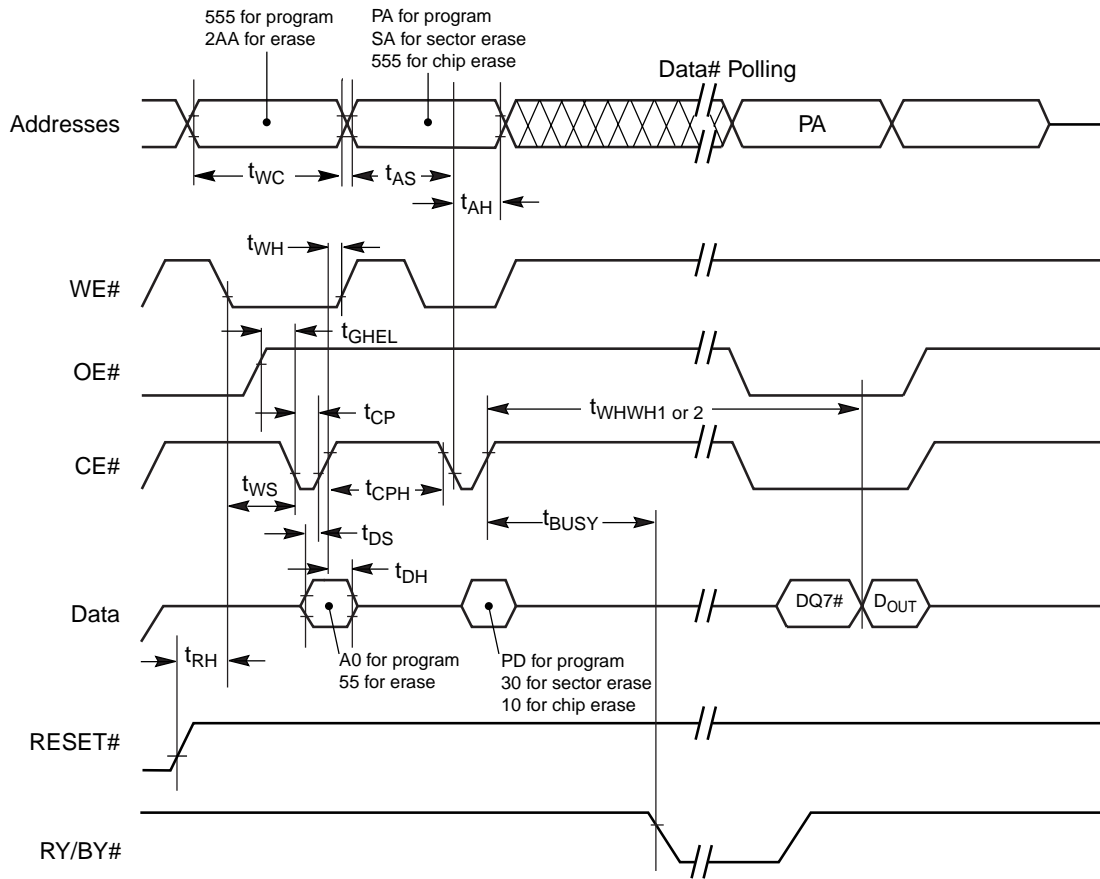 555 for program
2AA for erase
PA for program
SA for sector erase
555 for chip erase
Data# Polling
Addresses
PA
tWC
tAS
tAH
tWH
WE#
tGHEL
OE#
tWHWH1 or 2
tCP
CE#
tWS
tCPH
tBUSY
tDS
tDH
Data
DQ7#
DOUT
tRH
A0 for program
55 for erase
PD for program
30 for sector erase
10 for chip erase
RESET#
RY/BY#